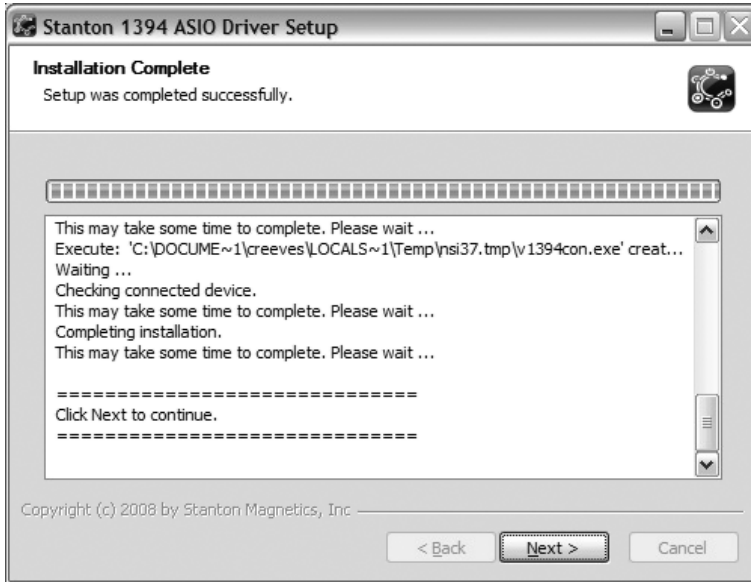 Stanton 1394 ASIO Driver Setup
Installation Complete
Setup was completed successfully.
This may take some time to complete. Please wait ...
Execute: 'C:\DOCUME~1\creeves\LOCALS~1\Temp\nsi37.tmp\v1394con.exe' creat...
Waiting ...
Checking connected device.
This may take some time to complete. Please wait ...
Completing installation.
This may take some time to complete. Please wait ...
===============================
Click Next to continue.
===============================
Copyright (c) 2008 by Stanton Magnetics, Inc
< Back Next > Cancel